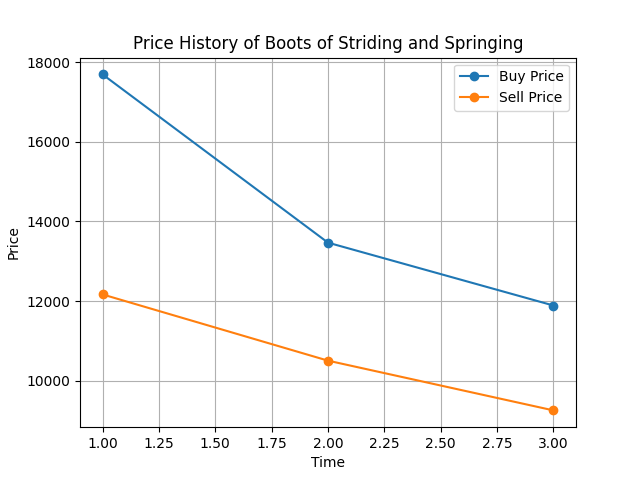 Price History of Boots of Striding and Springing
Buy Price
Sell Price
18000
16000
14000
12000
10000
Price
1.00 1.25 1.50 1.75 2.00 2.25 2.50 2.75 3.00
Time